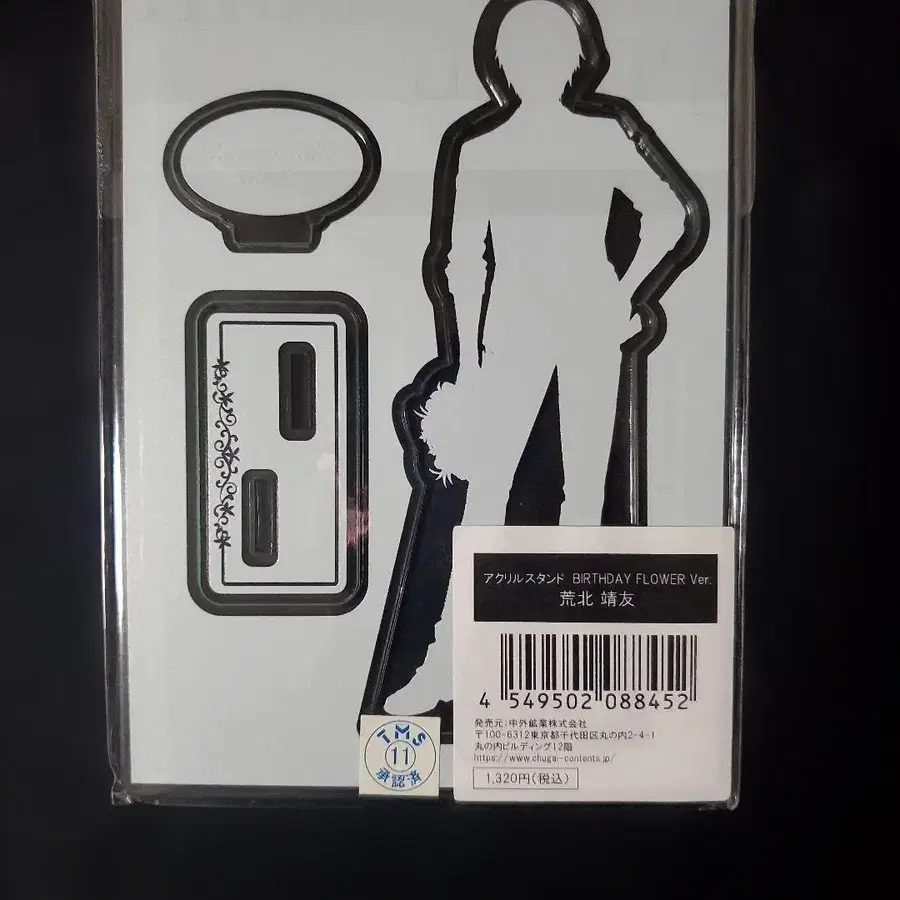 アクリルスタンド BIRTHDAY FLOWER Ver.
荒北 靖友
4 549502 088452
発売元:中外鉱業株式会社
〒100-6312東京都千代田区丸の内2-4-1
丸の内ビルディング12階
https://www.chugai-contents.jp/
1,320円(税込)
TMS
11
承認済